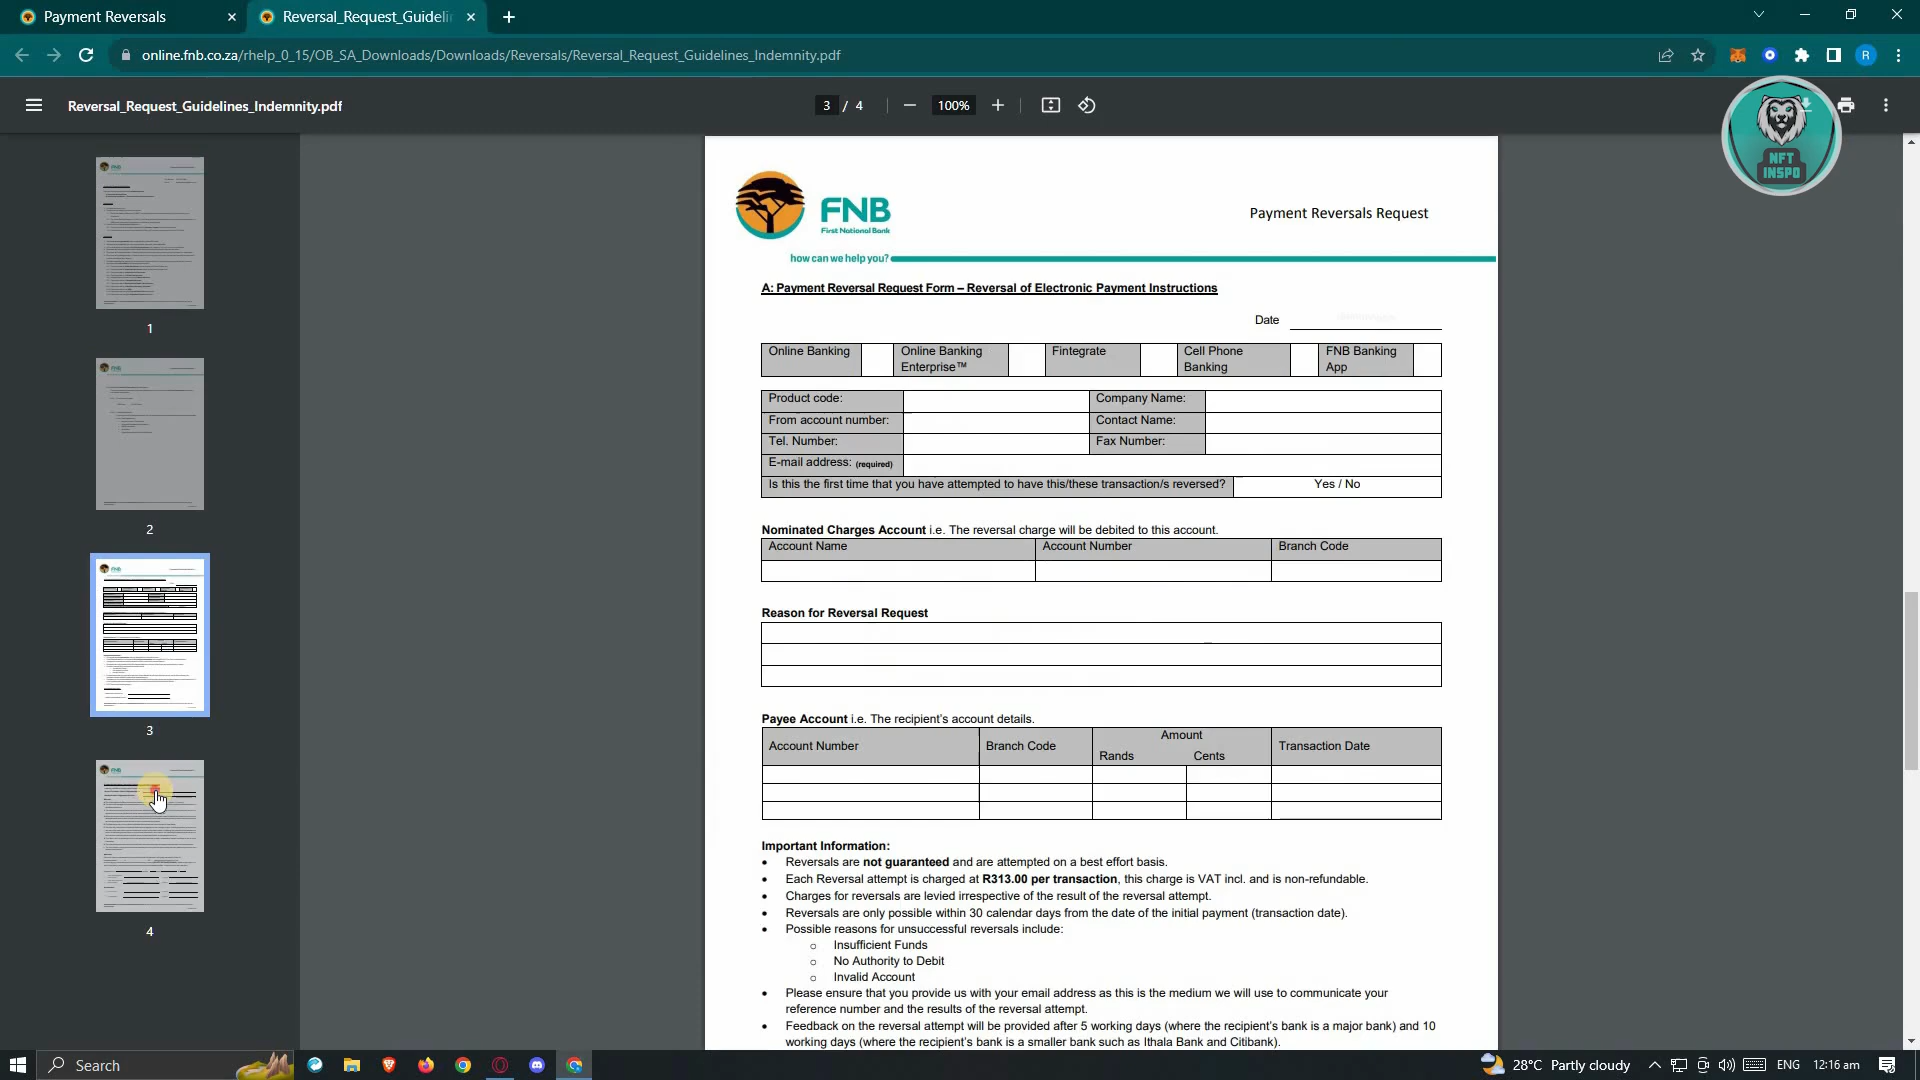 Payment Reversals
Reversal_Request_Guideli
online.fnb.co.za/rhelp_0_15/OB_SA_Downloads/Downloads/Reversals/Reversal_Request_Guidelines_Indemnity.pdf
R
Reversal_Request_Guidelines_Indemnity.pdf
3 / 4
100%
NFT
INSPO
1
2
3
4
FNB
First National Bank
how can we help you?
Payment Reversals Request
A: Payment Reversal Request Form – Reversal of Electronic Payment Instructions
Date
Online Banking
Online Banking
Enterprise™
Fintegrate
Cell Phone
Banking
FNB Banking
App
Product code:
Company Name:
From account number:
Contact Name:
Tel. Number:
Fax Number:
E-mail address: (required)
Is this the first time that you have attempted to have this/these transaction/s reversed?
Yes / No
Nominated Charges Account i.e. The reversal charge will be debited to this account.
Account Name
Account Number
Branch Code
Reason for Reversal Request
Payee Account i.e. The recipient's account details.
Account Number
Branch Code
Amount
Rands
Cents
Transaction Date
Important Information:
• Reversals are not guaranteed and are attempted on a best effort basis.
• Each Reversal attempt is charged at R313.00 per transaction, this charge is VAT incl. and is non-refundable.
• Charges for reversals are levied irrespective of the result of the reversal attempt.
• Reversals are only possible within 30 calendar days from the date of the initial payment (transaction date).
• Possible reasons for unsuccessful reversals include:
o Insufficient Funds
o No Authority to Debit
o Invalid Account
• Please ensure that you provide us with your email address as this is the medium we will use to communicate your
reference number and the results of the reversal attempt.
• Feedback on the reversal attempt will be provided after 5 working days (where the recipient's bank is a major bank) and 10
working days (where the recipient's bank is a smaller bank such as Ithala Bank and Citibank).
Search
28°C Partly cloudy
ENG
12:16 am